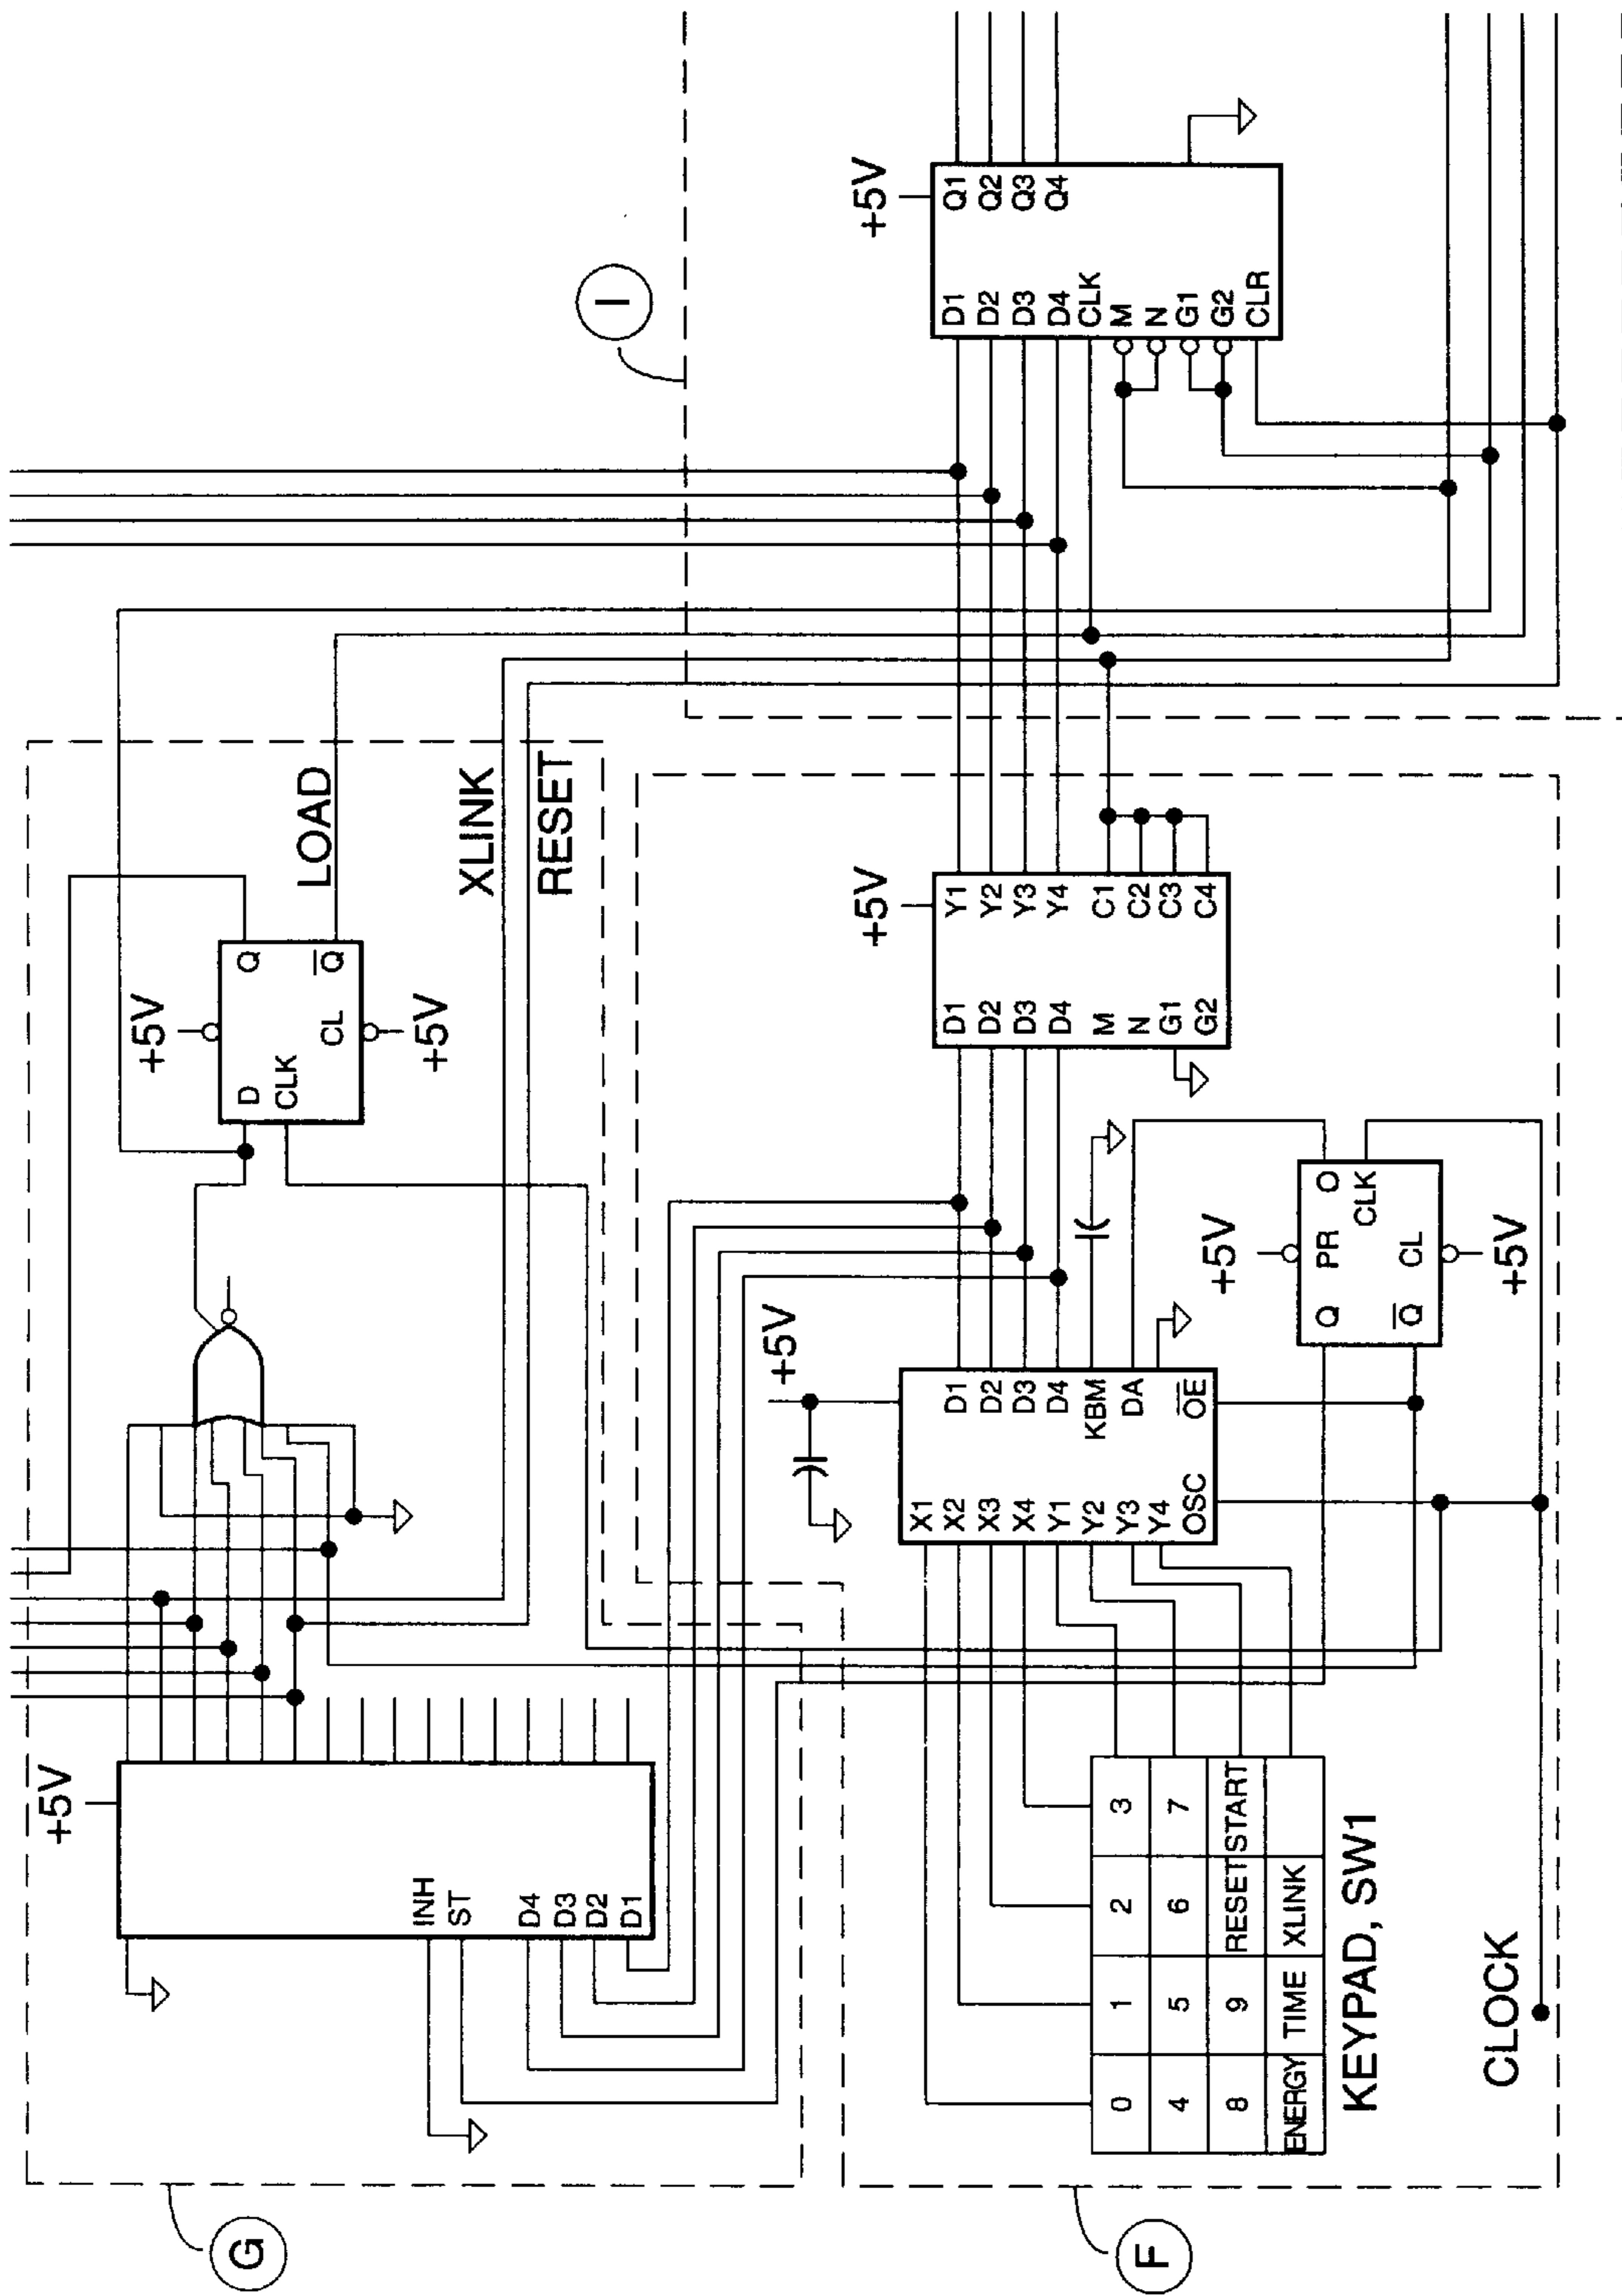 G
+5V
INH
ST
D4
D3
D2
D1
+5V
D
CLK
Q
Q
CL
+5V
LOAD
XLINK
RESET
I
F
0 1 2 3
4 5 6 7
8 9 RESET START
ENERGY TIME XLINK
KEYPAD, SW1
CLOCK
+5V
X1
X2
X3
X4
Y1
Y2
Y3
Y4
OSC
D1
D2
D3
D4
KBM
DA
OE
+5V
Q
PR
O
CLK
Q
CL
+5V
+5V
D1
D2
D3
D4
M
N
G1
G2
Y1
Y2
Y3
Y4
C1
C2
C3
C4
+5V
D1
D2
D3
D4
CLK
M
N
G1
G2
CLR
Q1
Q2
Q3
Q4